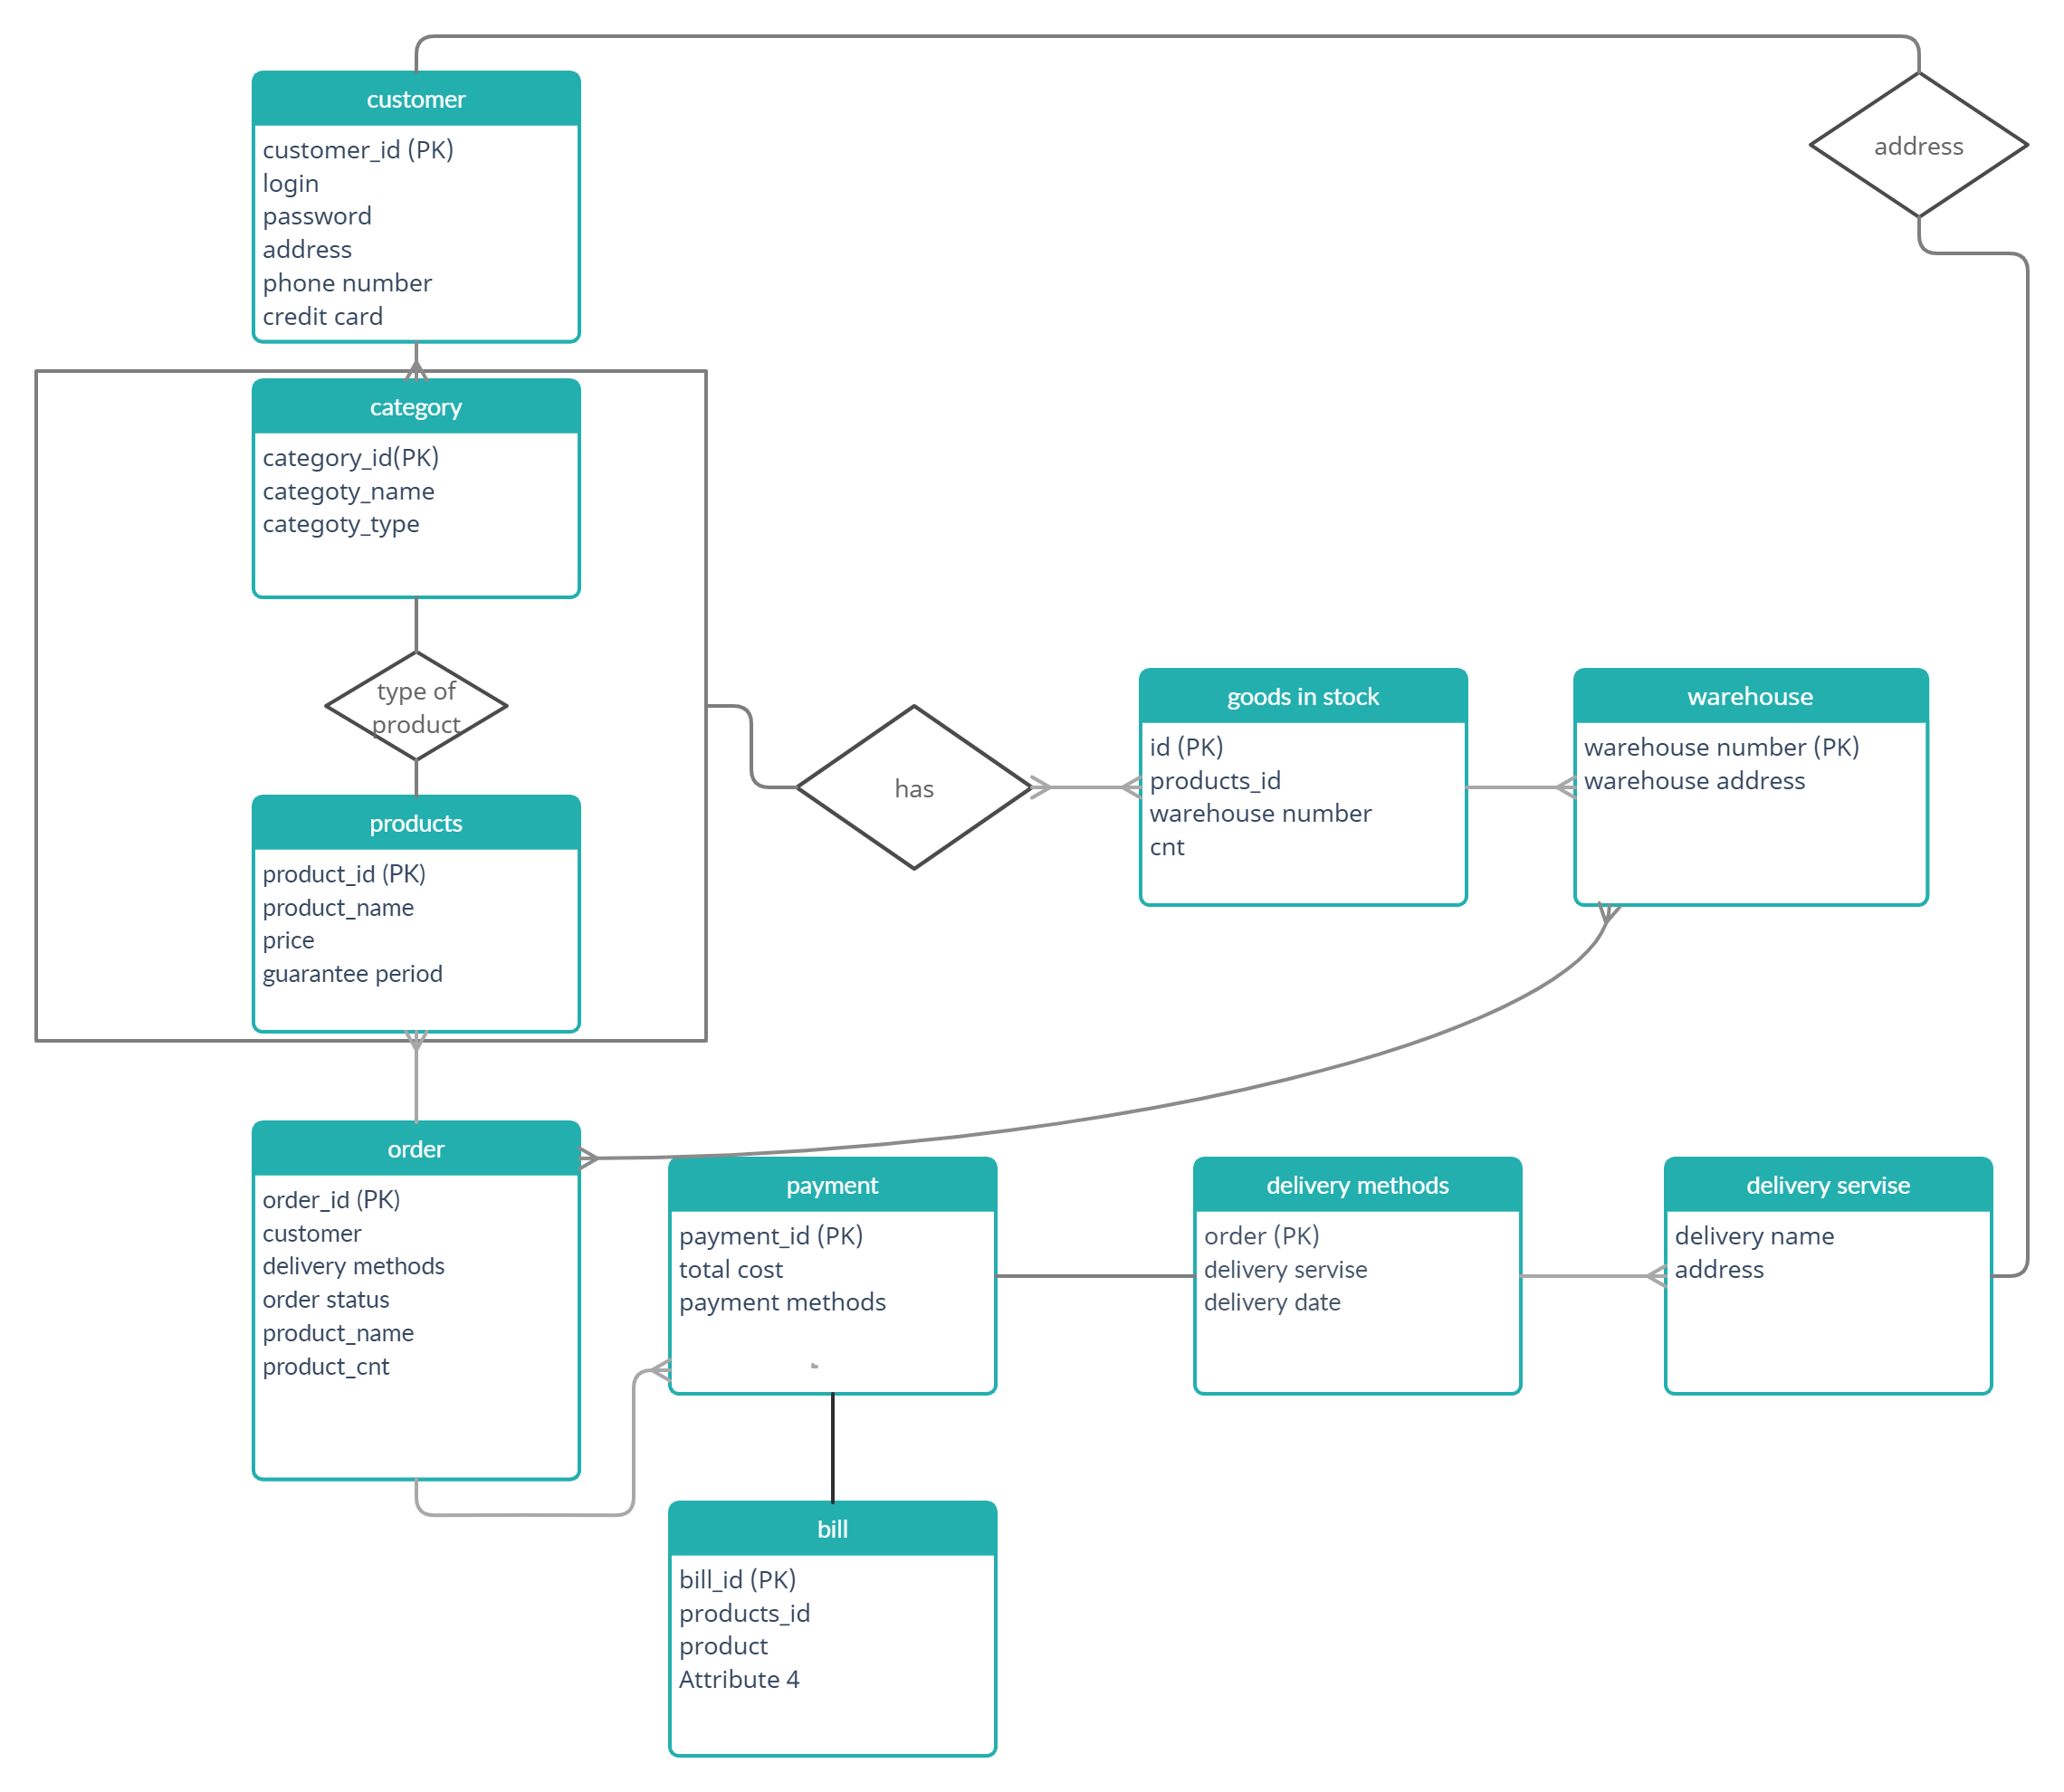 customer
customer_id (PK)
login
password
address
phone number
credit card
address
category
category_id(PK)
categoty_name
categoty_type
type of
product
products
product_id (PK)
product_name
price
guarantee period
has
goods in stock
id (PK)
products_id
warehouse number
cnt
warehouse
warehouse number (PK)
warehouse address
order
order_id (PK)
customer
delivery methods
order status
product_name
product_cnt
payment
payment_id (PK)
total cost
payment methods
delivery methods
order (PK)
delivery servise
delivery date
delivery servise
delivery name
address
bill
bill_id (PK)
products_id
product
Attribute 4